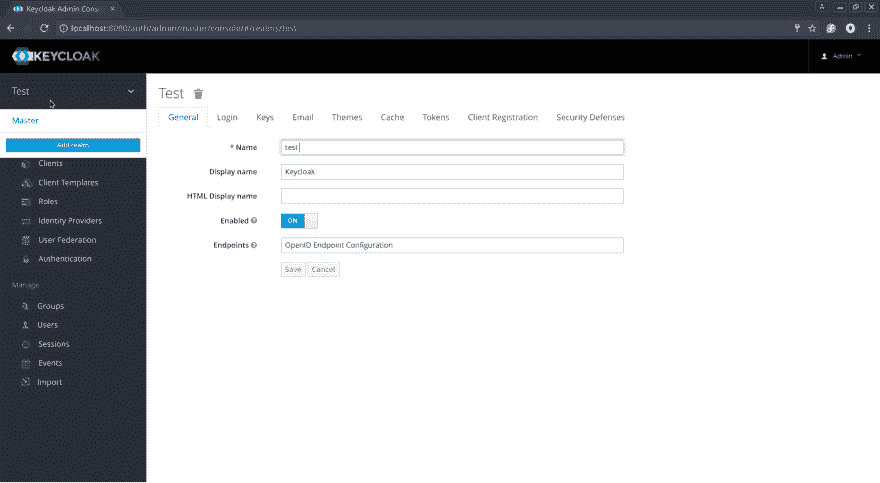 Keycloak Admin Cons
localhost:8080/auth/admin/master/console/#/realms/test
KEYCLOAK
Admin
Test
Master
Add realm
Clients
Client Templates
Roles
Identity Providers
User Federation
Authentication
Manage
Groups
Users
Sessions
Events
Import
Test
General Login Keys Email Themes Cache Tokens Client Registration Security Defenses
* Name test
Display name Keycloak
HTML Display name
Enabled ON
Endpoints OpenID Endpoint Configuration
Save Cancel